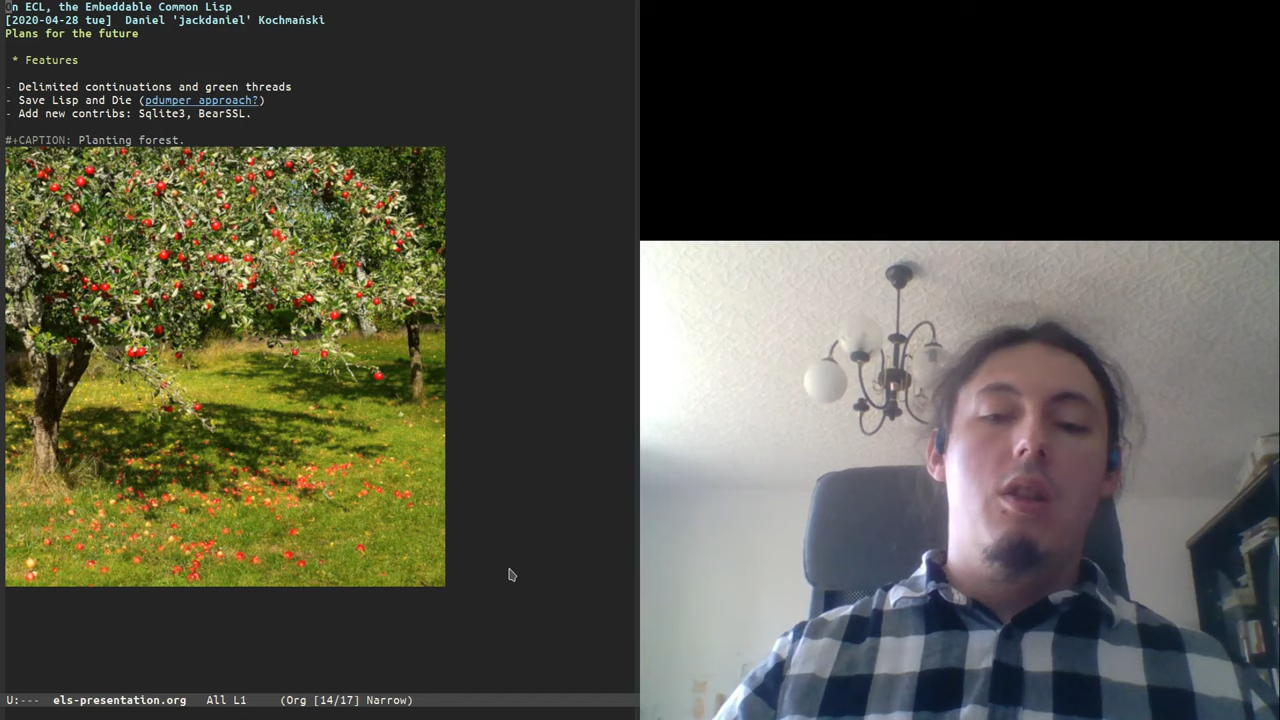 On ECL, the Embeddable Common Lisp
[2020-04-28 tue]  Daniel 'jackdaniel' Kochmański
Plans for the future
* Features
- Delimited continuations and green threads
- Save Lisp and Die (pdumper approach?)
- Add new contribs: Sqlite3, BearSSL.
#+CAPTION: Planting forest.
U:---  els-presentation.org   All L1     (Org [14/17] Narrow)